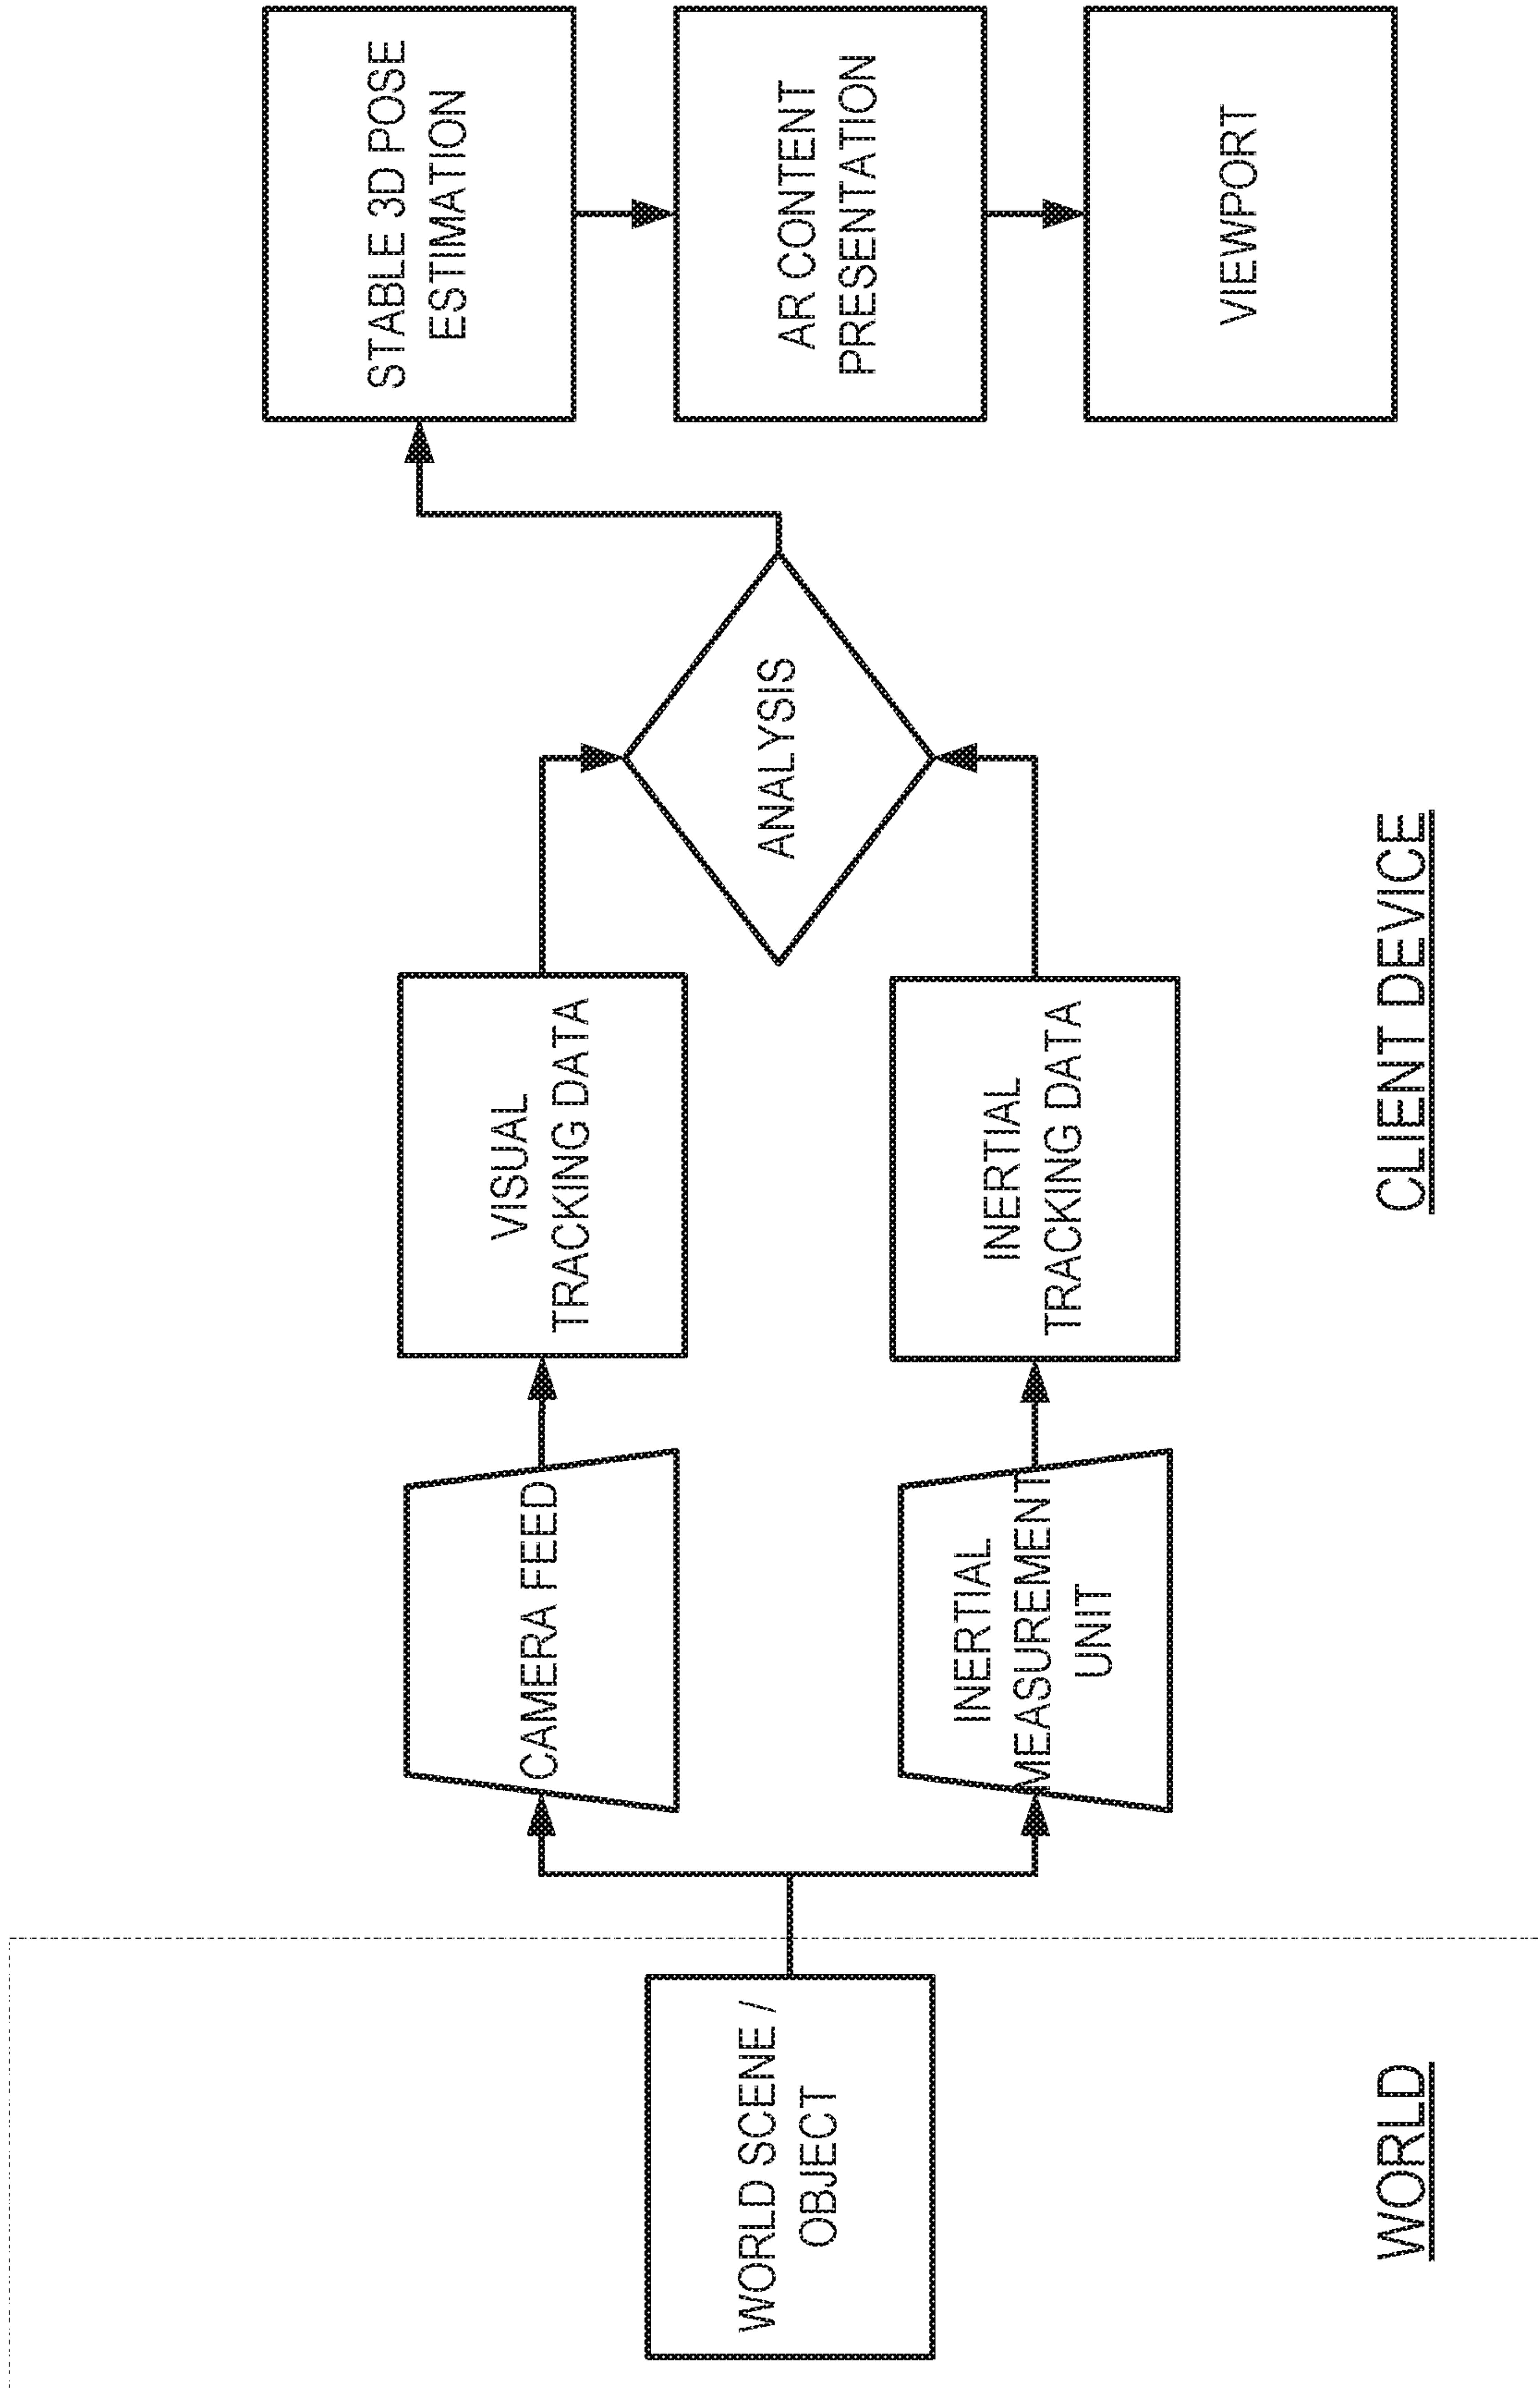 WORLD SCENE /
OBJECT
CAMERA FEED
INERTIAL
MEASUREMENT
UNIT
VISUAL
TRACKING DATA
INERTIAL
TRACKING DATA
ANALYSIS
STABLE 3D POSE
ESTIMATION
AR CONTENT
PRESENTATION
VIEWPORT
WORLD
CLIENT DEVICE